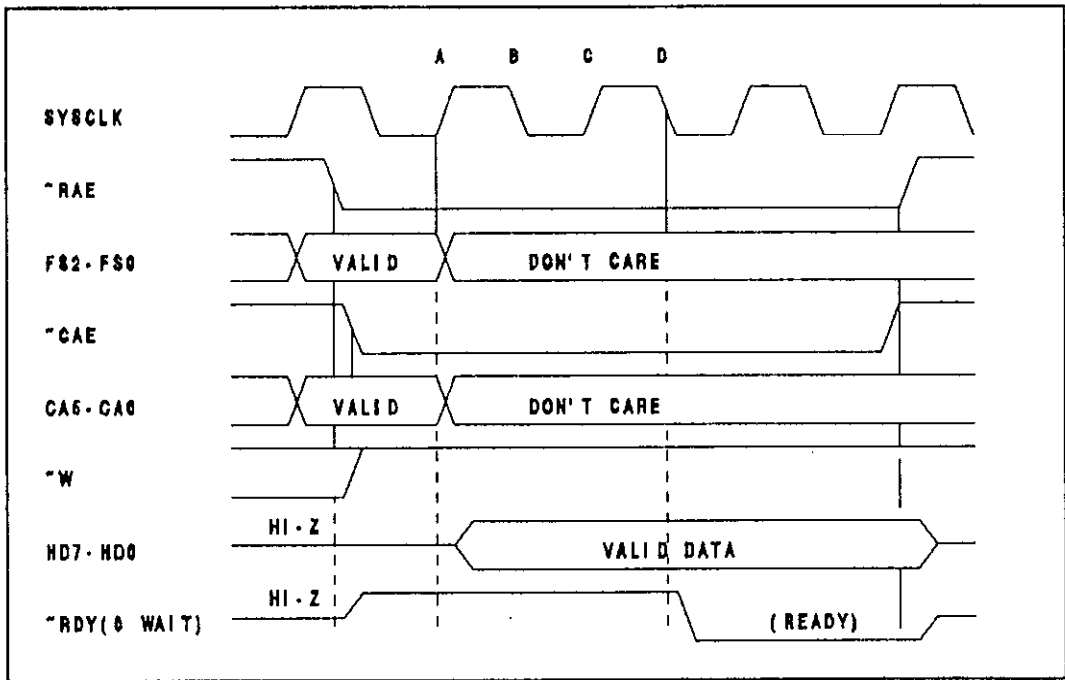 A B C D
SYSCLK
~RAE
FS2-FS0 VALID DON'T CARE
~CAE
CA5-CA0 VALID DON'T CARE
~W
HI-Z
HD7-HD0 VALID DATA
HI-Z
~RDY(0 WAIT) (READY)